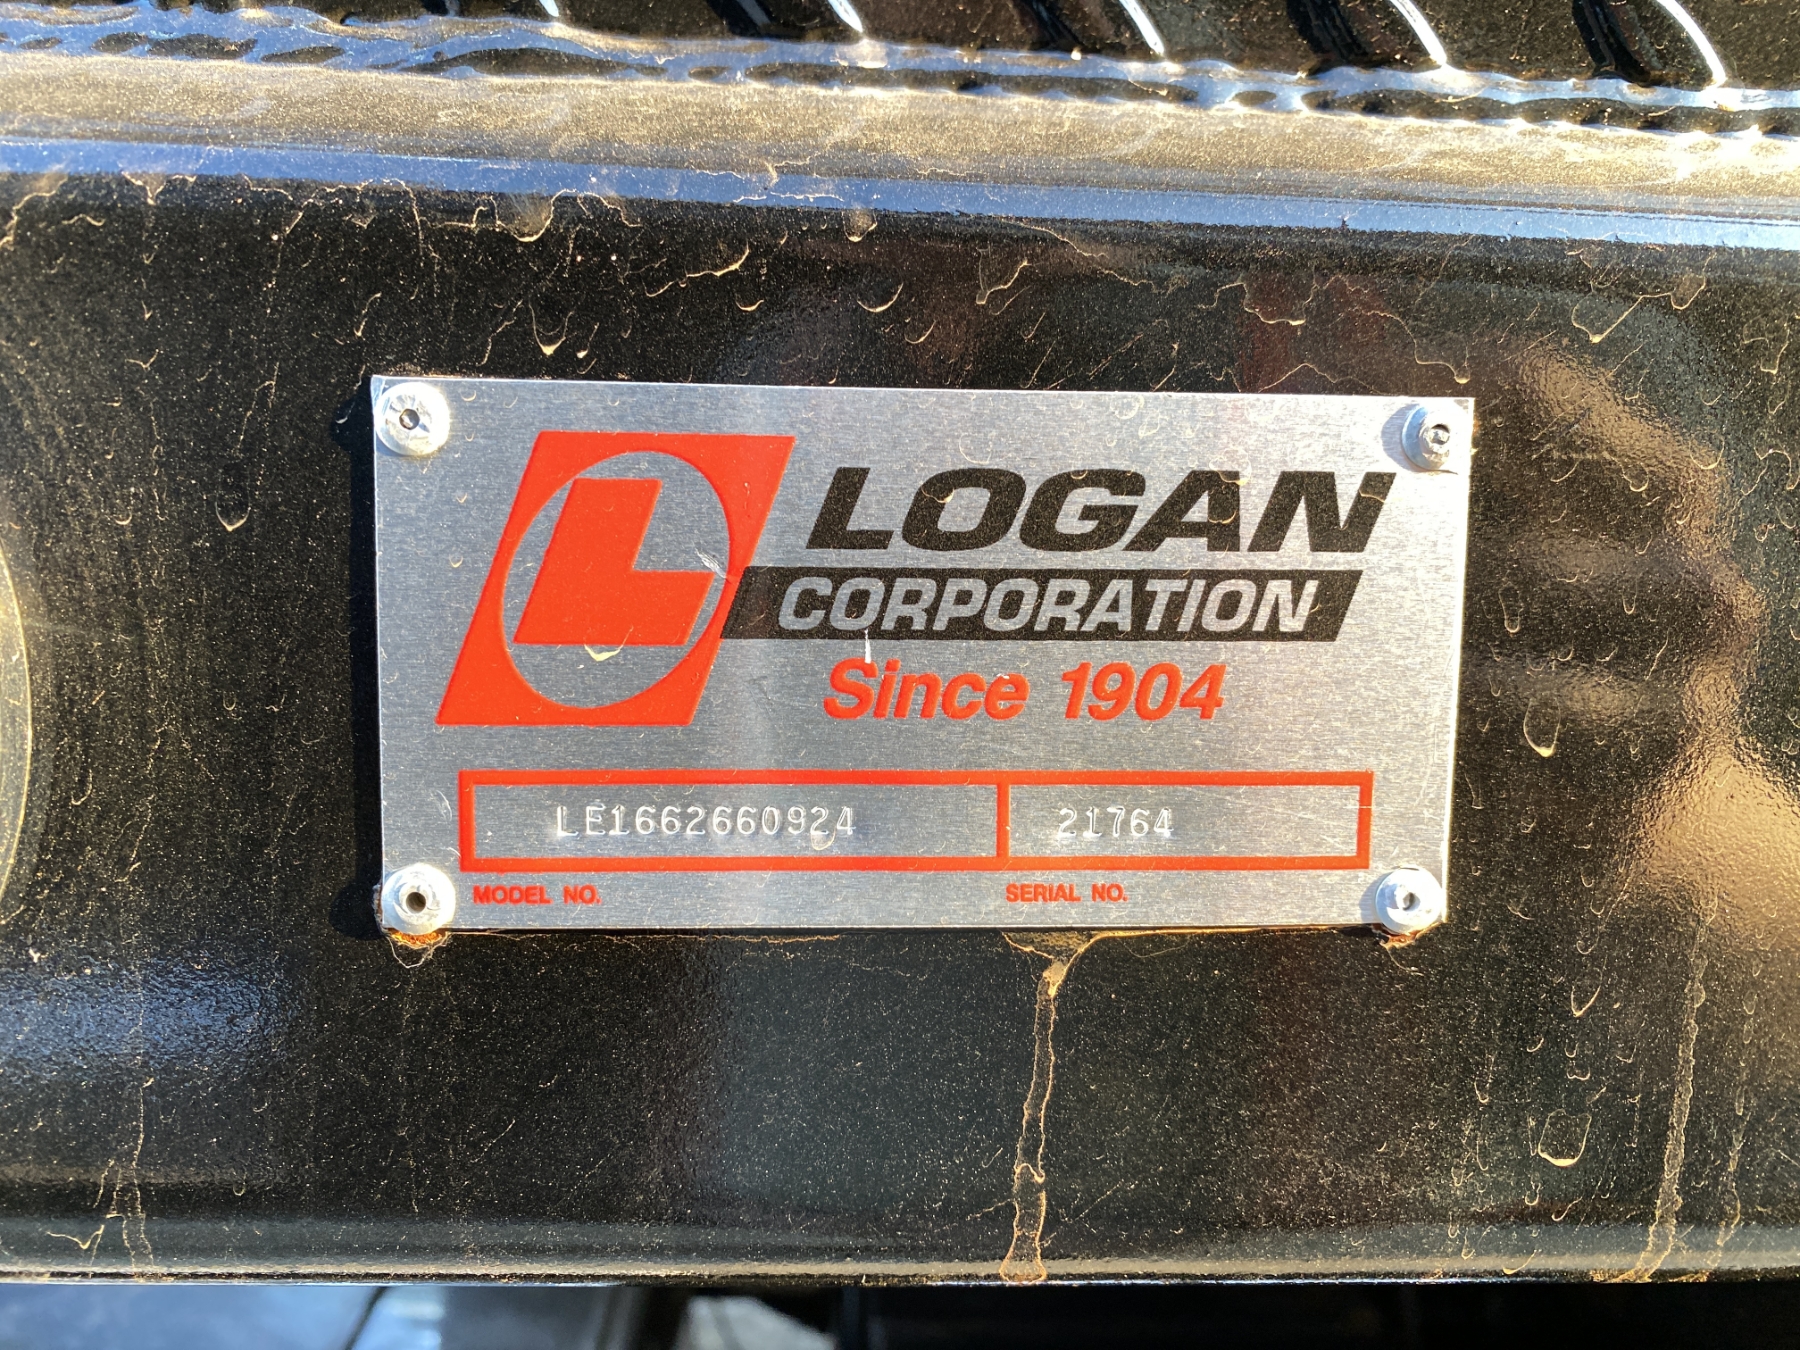 L
LOGAN
CORPORATION
Since 1904
LE1662660924 21764
MODEL NO. SERIAL NO.